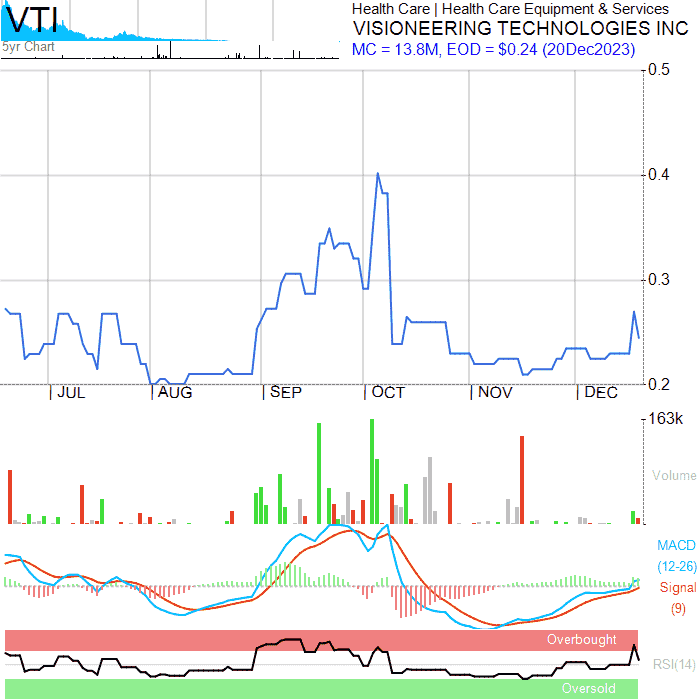 VTI
5yr Chart
Health Care | Health Care Equipment & Services
VISIONEERING TECHNOLOGIES INC
MC = 13.8M, EOD = $0.24 (20Dec2023)
0.5
0.4
0.3
0.2
| JUL | AUG | SEP | OCT | NOV | DEC
163k
Volume
MACD
(12-26)
Signal
(9)
Overbought
RSI(14)
Oversold